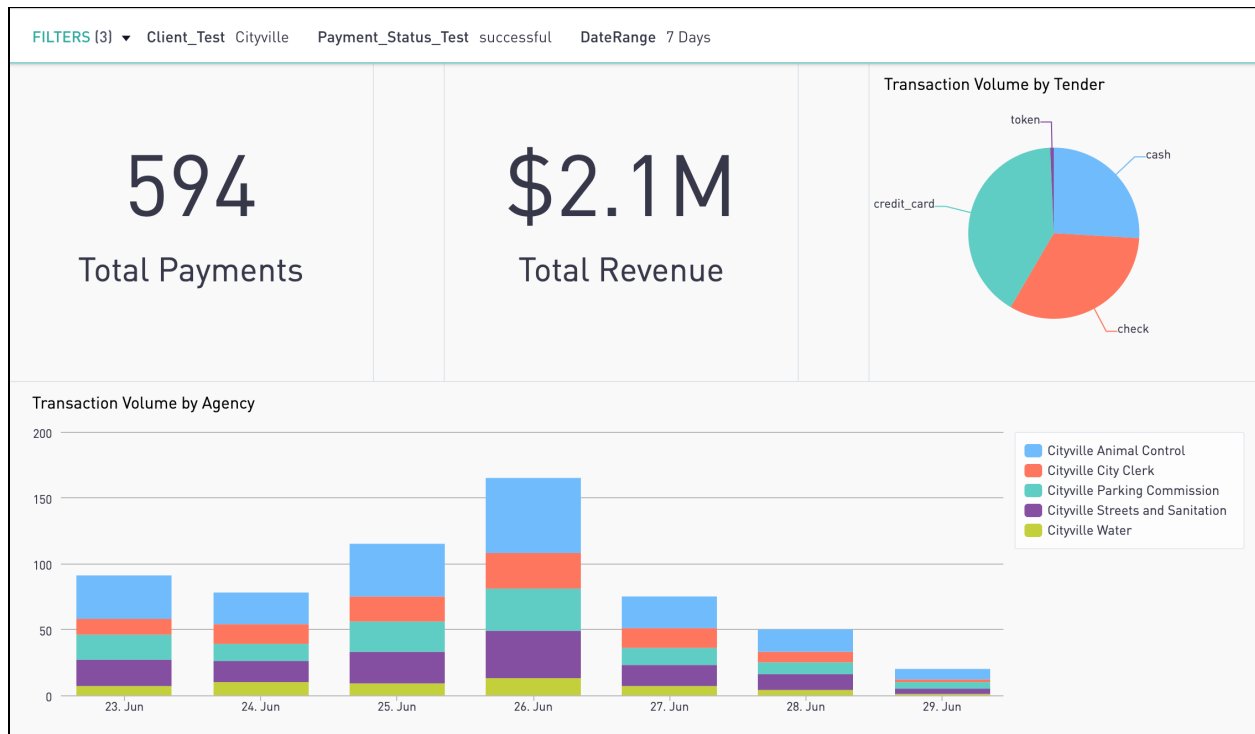 FILTERS (3) Client_Test Cityville Payment_Status_Test successful DateRange 7 Days
594
Total Payments
$2.1M
Total Revenue
Transaction Volume by Tender
token
cash
credit_card
check
Transaction Volume by Agency
200
150
100
50
0
23. Jun 24. Jun 25. Jun 26. Jun 27. Jun 28. Jun 29. Jun
Cityville Animal Control
Cityville City Clerk
Cityville Parking Commission
Cityville Streets and Sanitation
Cityville Water